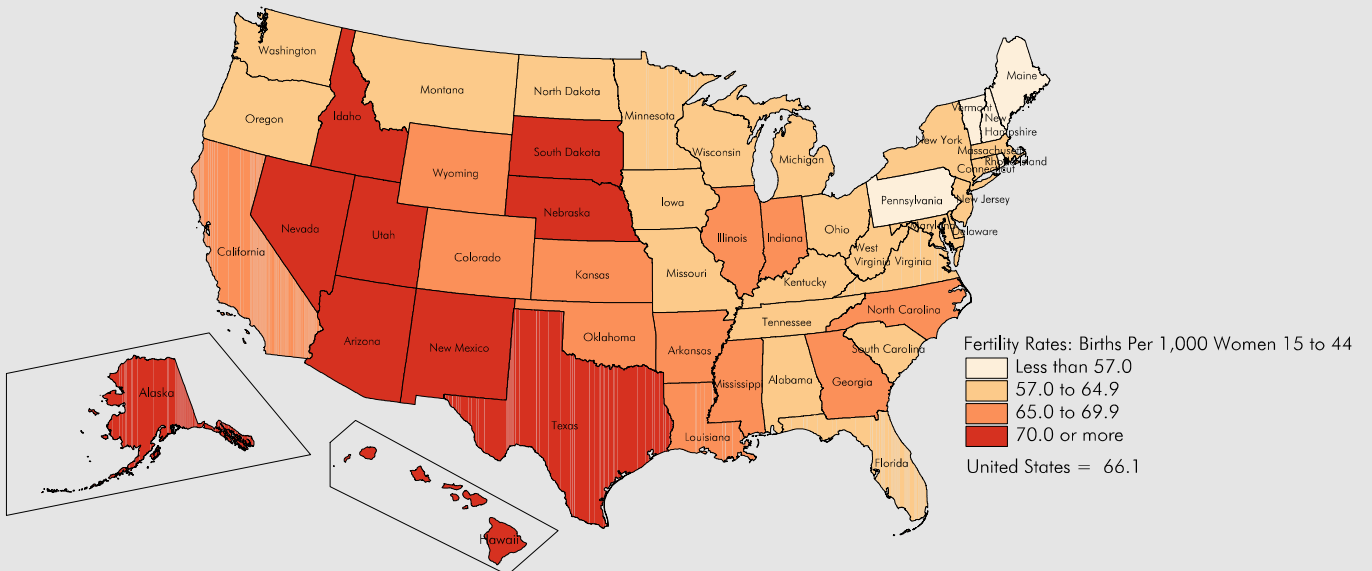 Washington
Maine
Montana
North Dakota
Vermont
Oregon
Idaho
Minnesota
New
Hampshire
New York
Massachusetts
South Dakota
Wisconsin
Michigan
Rhode Island
Connecticut
Wyoming
Iowa
Pennsylvania
New Jersey
Nebraska
Nevada
Utah
Illinois
Indiana
Ohio
Maryland
Delaware
California
Colorado
Kansas
Missouri
West
Virginia
Virginia
Kentucky
North Carolina
Arizona
New Mexico
Oklahoma
Arkansas
Tennessee
South Carolina
Mississippi
Alabama
Georgia
Alaska
Texas
Louisiana
Florida
Hawaii
Fertility Rates: Births Per 1,000 Women 15 to 44
Less than 57.0
57.0 to 64.9
65.0 to 69.9
70.0 or more
United States = 66.1